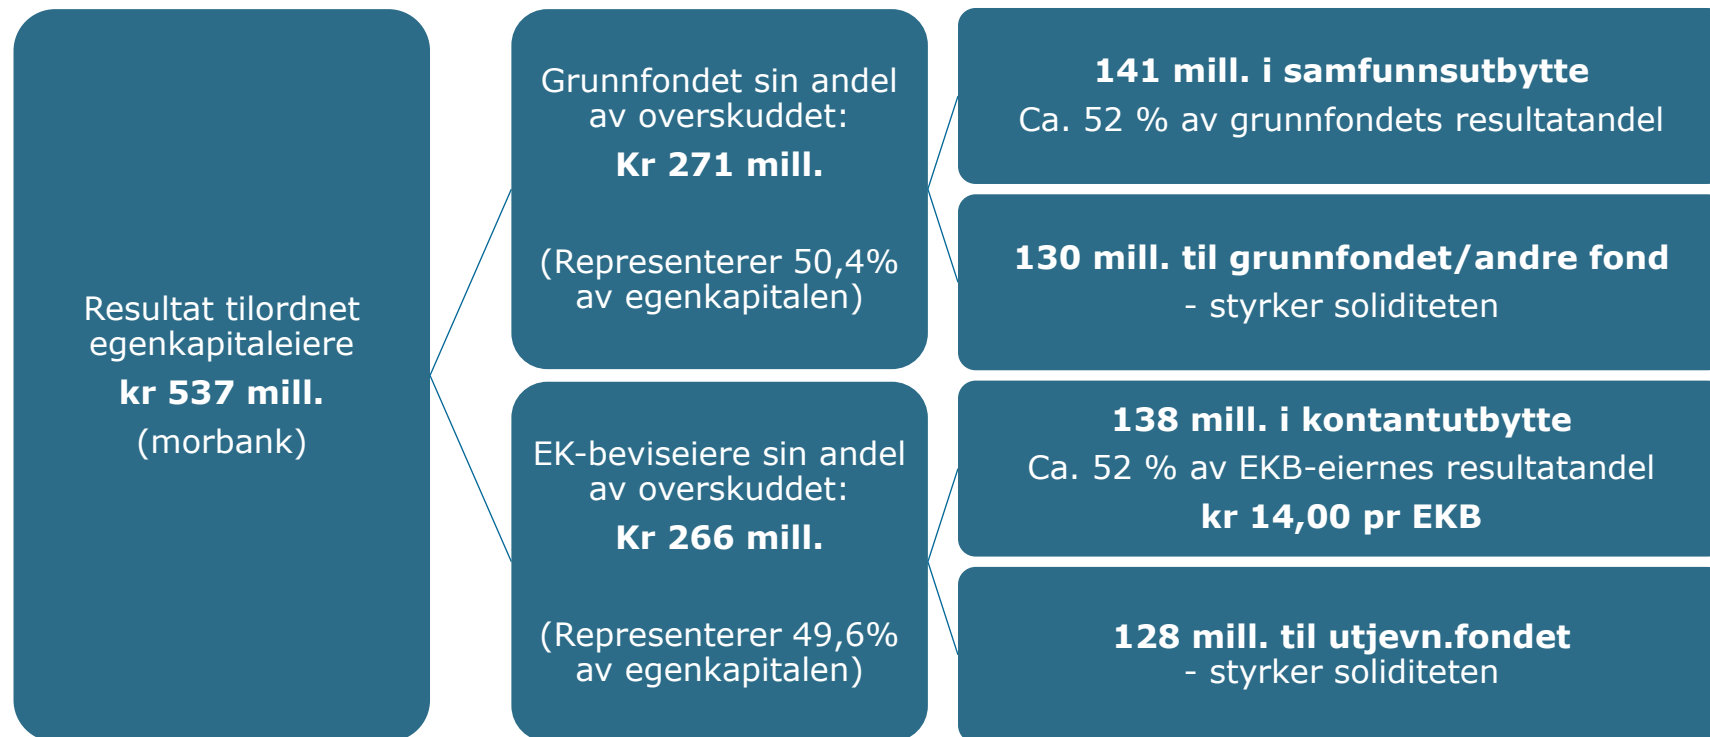 Resultat tilordnet
egenkapitaleiere
kr 537 mill.
(morbank)
Grunnfondet sin andel
av overskuddet:
Kr 271 mill.
(Representerer 50,4%
av egenkapitalen)
EK-beviseiere sin andel
av overskuddet:
Kr 266 mill.
(Representerer 49,6%
av egenkapitalen)
141 mill. i samfunnsutbytte
Ca. 52 % av grunnfondets resultatandel
130 mill. til grunnfondet/andre fond
- styrker soliditeten
138 mill. i kontantutbytte
Ca. 52 % av EKB-eiernes resultatandel
kr 14,00 pr EKB
128 mill. til utjevn.fondet
- styrker soliditeten